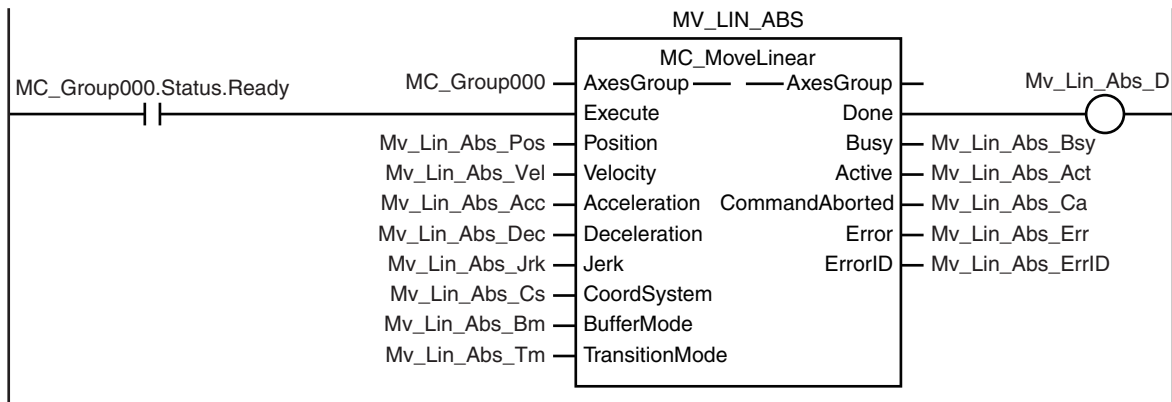 MV_LIN_ABS
MC_MoveLinear
MC_Group000.Status.Ready
MC_Group000 AxesGroup AxesGroup Mv_Lin_Abs_D
Execute Done
Mv_Lin_Abs_Pos Position Busy Mv_Lin_Abs_Bsy
Mv_Lin_Abs_Vel Velocity Active Mv_Lin_Abs_Act
Mv_Lin_Abs_Acc Acceleration CommandAborted Mv_Lin_Abs_Ca
Mv_Lin_Abs_Dec Deceleration Error Mv_Lin_Abs_Err
Mv_Lin_Abs_Jrk Jerk ErrorID Mv_Lin_Abs_ErrID
Mv_Lin_Abs_Cs CoordSystem
Mv_Lin_Abs_Bm BufferMode
Mv_Lin_Abs_Tm TransitionMode